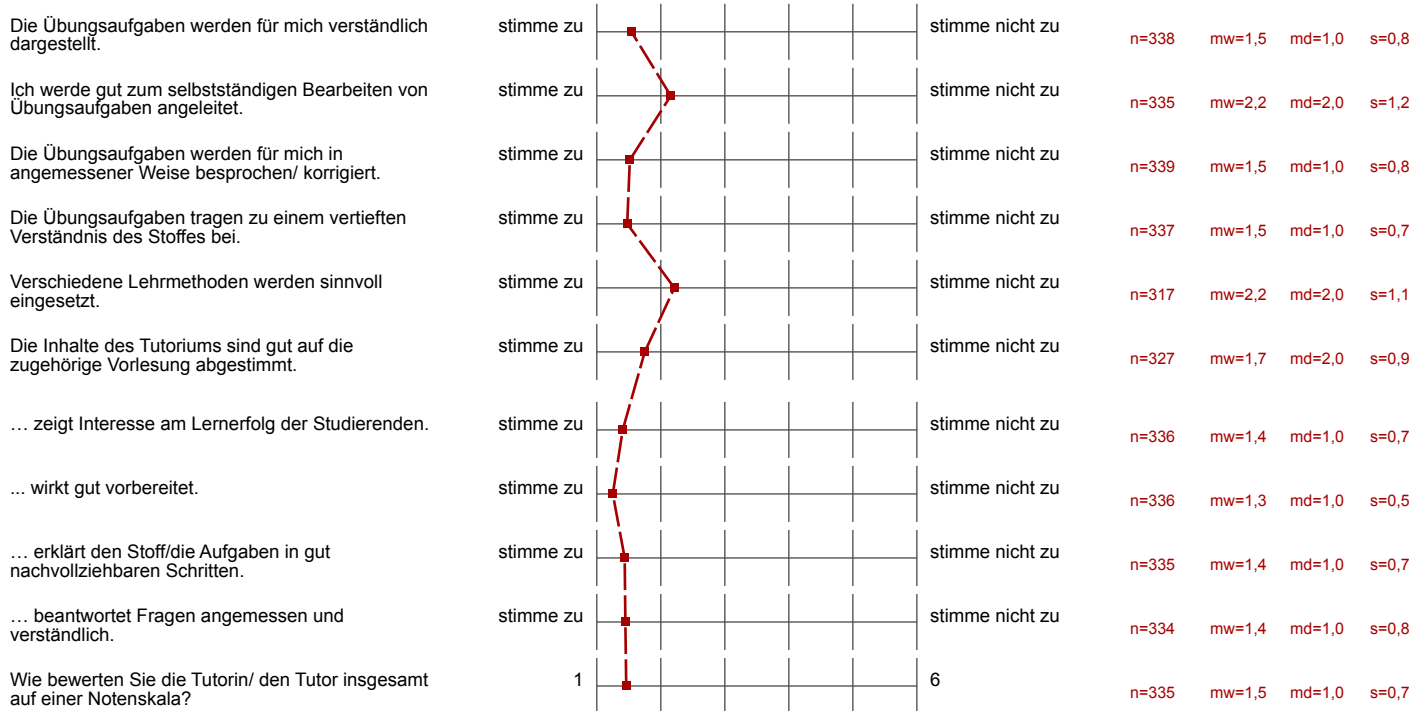 Die Übungsaufgaben werden für mich verständlich
dargestellt.
stimme zu
stimme nicht zu
n=338 mw=1,5 md=1,0 s=0,8
Ich werde gut zum selbstständigen Bearbeiten von
Übungsaufgaben angeleitet.
stimme zu
stimme nicht zu
n=335 mw=2,2 md=2,0 s=1,2
Die Übungsaufgaben werden für mich in
angemessener Weise besprochen/ korrigiert.
stimme zu
stimme nicht zu
n=339 mw=1,5 md=1,0 s=0,8
Die Übungsaufgaben tragen zu einem vertieften
Verständnis des Stoffes bei.
stimme zu
stimme nicht zu
n=337 mw=1,5 md=1,0 s=0,7
Verschiedene Lehrmethoden werden sinnvoll
eingesetzt.
stimme zu
stimme nicht zu
n=317 mw=2,2 md=2,0 s=1,1
Die Inhalte des Tutoriums sind gut auf die
zugehörige Vorlesung abgestimmt.
stimme zu
stimme nicht zu
n=327 mw=1,7 md=2,0 s=0,9
… zeigt Interesse am Lernerfolg der Studierenden.
stimme zu
stimme nicht zu
n=336 mw=1,4 md=1,0 s=0,7
... wirkt gut vorbereitet.
stimme zu
stimme nicht zu
n=336 mw=1,3 md=1,0 s=0,5
… erklärt den Stoff/die Aufgaben in gut
nachvollziehbaren Schritten.
stimme zu
stimme nicht zu
n=335 mw=1,4 md=1,0 s=0,7
… beantwortet Fragen angemessen und
verständlich.
stimme zu
stimme nicht zu
n=334 mw=1,4 md=1,0 s=0,8
Wie bewerten Sie die Tutorin/ den Tutor insgesamt
auf einer Notenskala?
1
6
n=335 mw=1,5 md=1,0 s=0,7